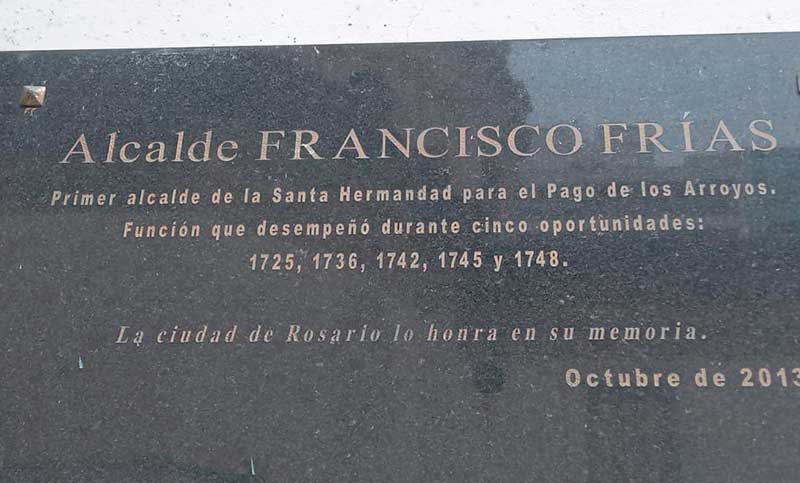 Alcalde FRANCISCO FRÍAS
Primer alcalde de la Santa Hermandad para el Pago de los Arroyos.
Función que desempeñó durante cinco oportunidades:
1725, 1736, 1742, 1745 y 1748.
La ciudad de Rosario lo honra en su memoria.
Octubre de 2013